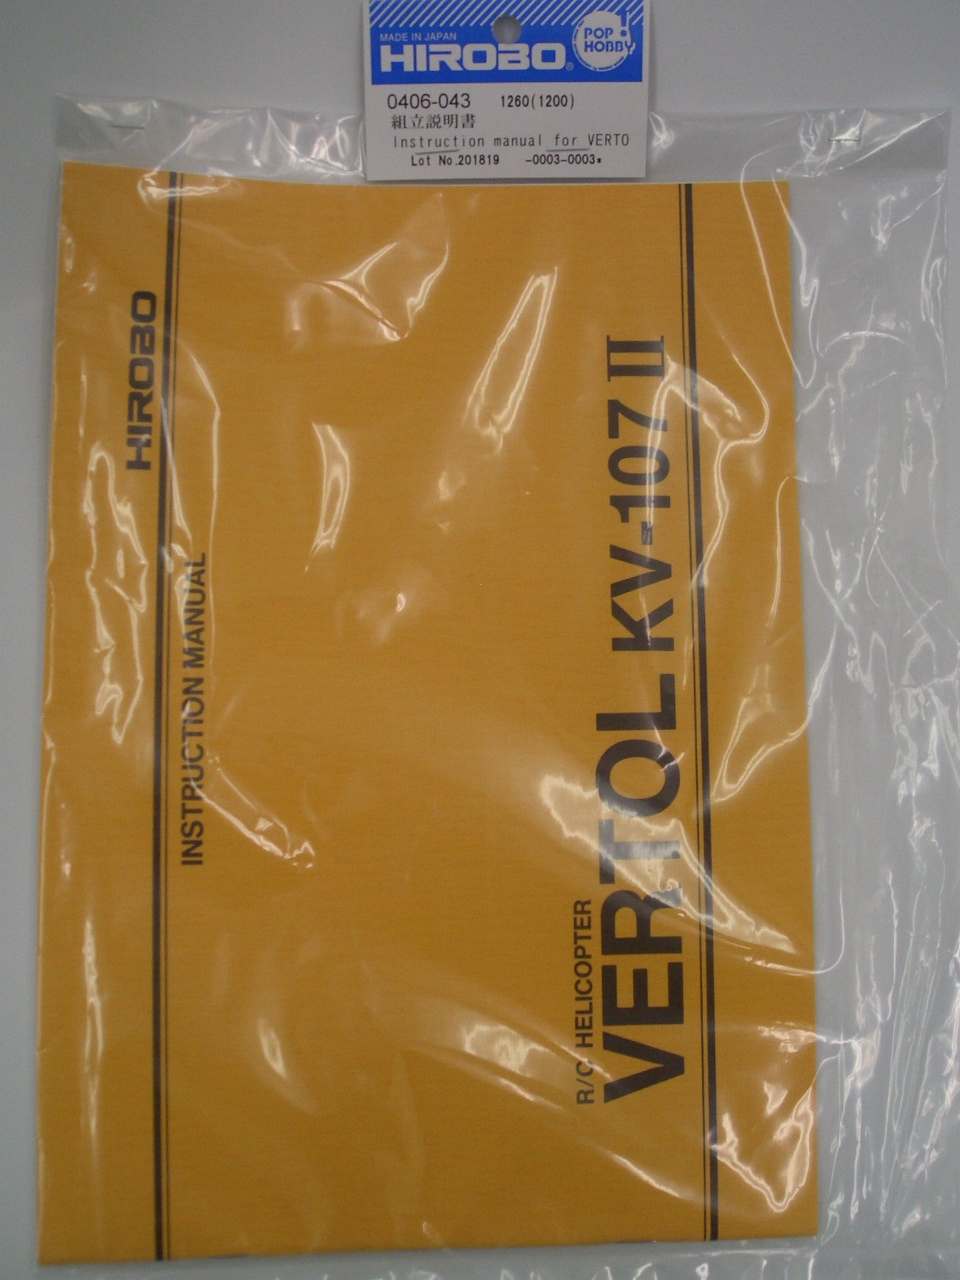 MADE IN JAPAN
HIROBO
POP
HOBBY
0406-043 1260(1200)
組立説明書
Instruction manual for VERTO
Lot No.201819 -0003-0003*
HIROBO
INSTRUCTION MANUAL
R/C HELICOPTER
VERTOL KV-107 II